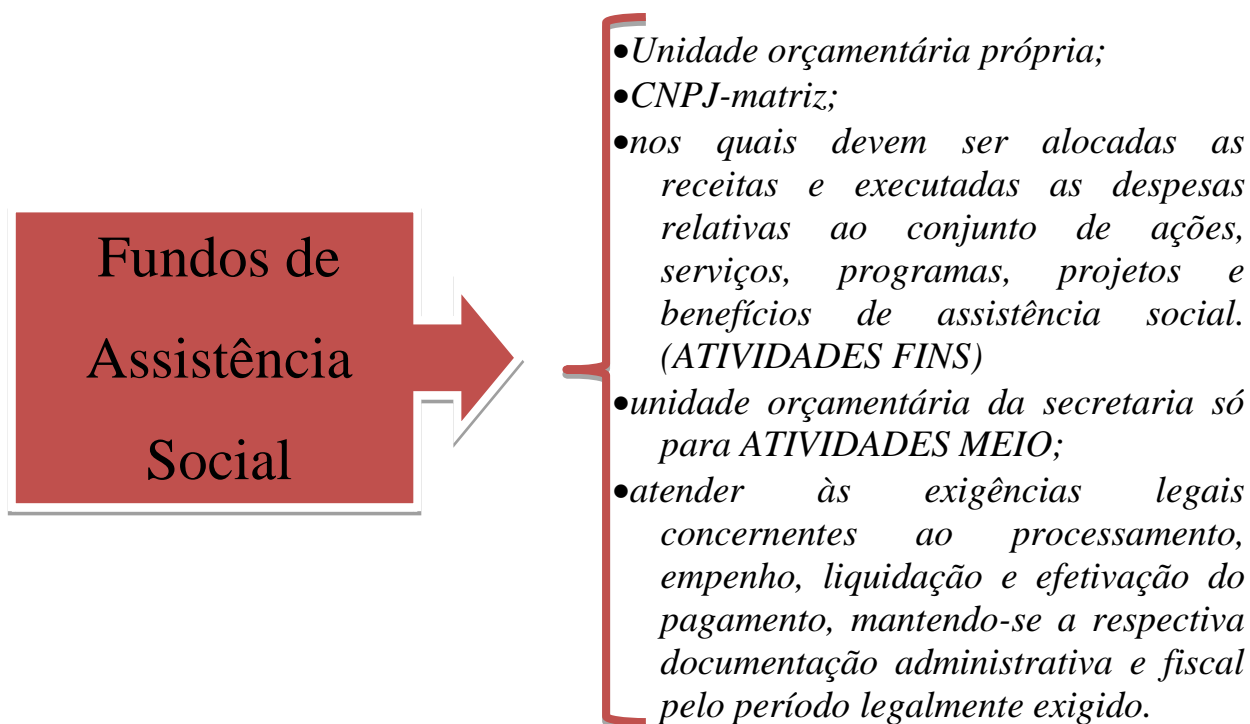 Fundos de
Assistência
Social
•Unidade orçamentária própria;
•CNPJ-matriz;
•nos quais devem ser alocadas as
receitas e executadas as despesas
relativas ao conjunto de ações,
serviços, programas, projetos e
benefícios de assistência social.
(ATIVIDADES FINS)
•unidade orçamentária da secretaria só
para ATIVIDADES MEIO;
•atender às exigências legais
concernentes ao processamento,
empenho, liquidação e efetivação do
pagamento, mantendo-se a respectiva
documentação administrativa e fiscal
pelo período legalmente exigido.